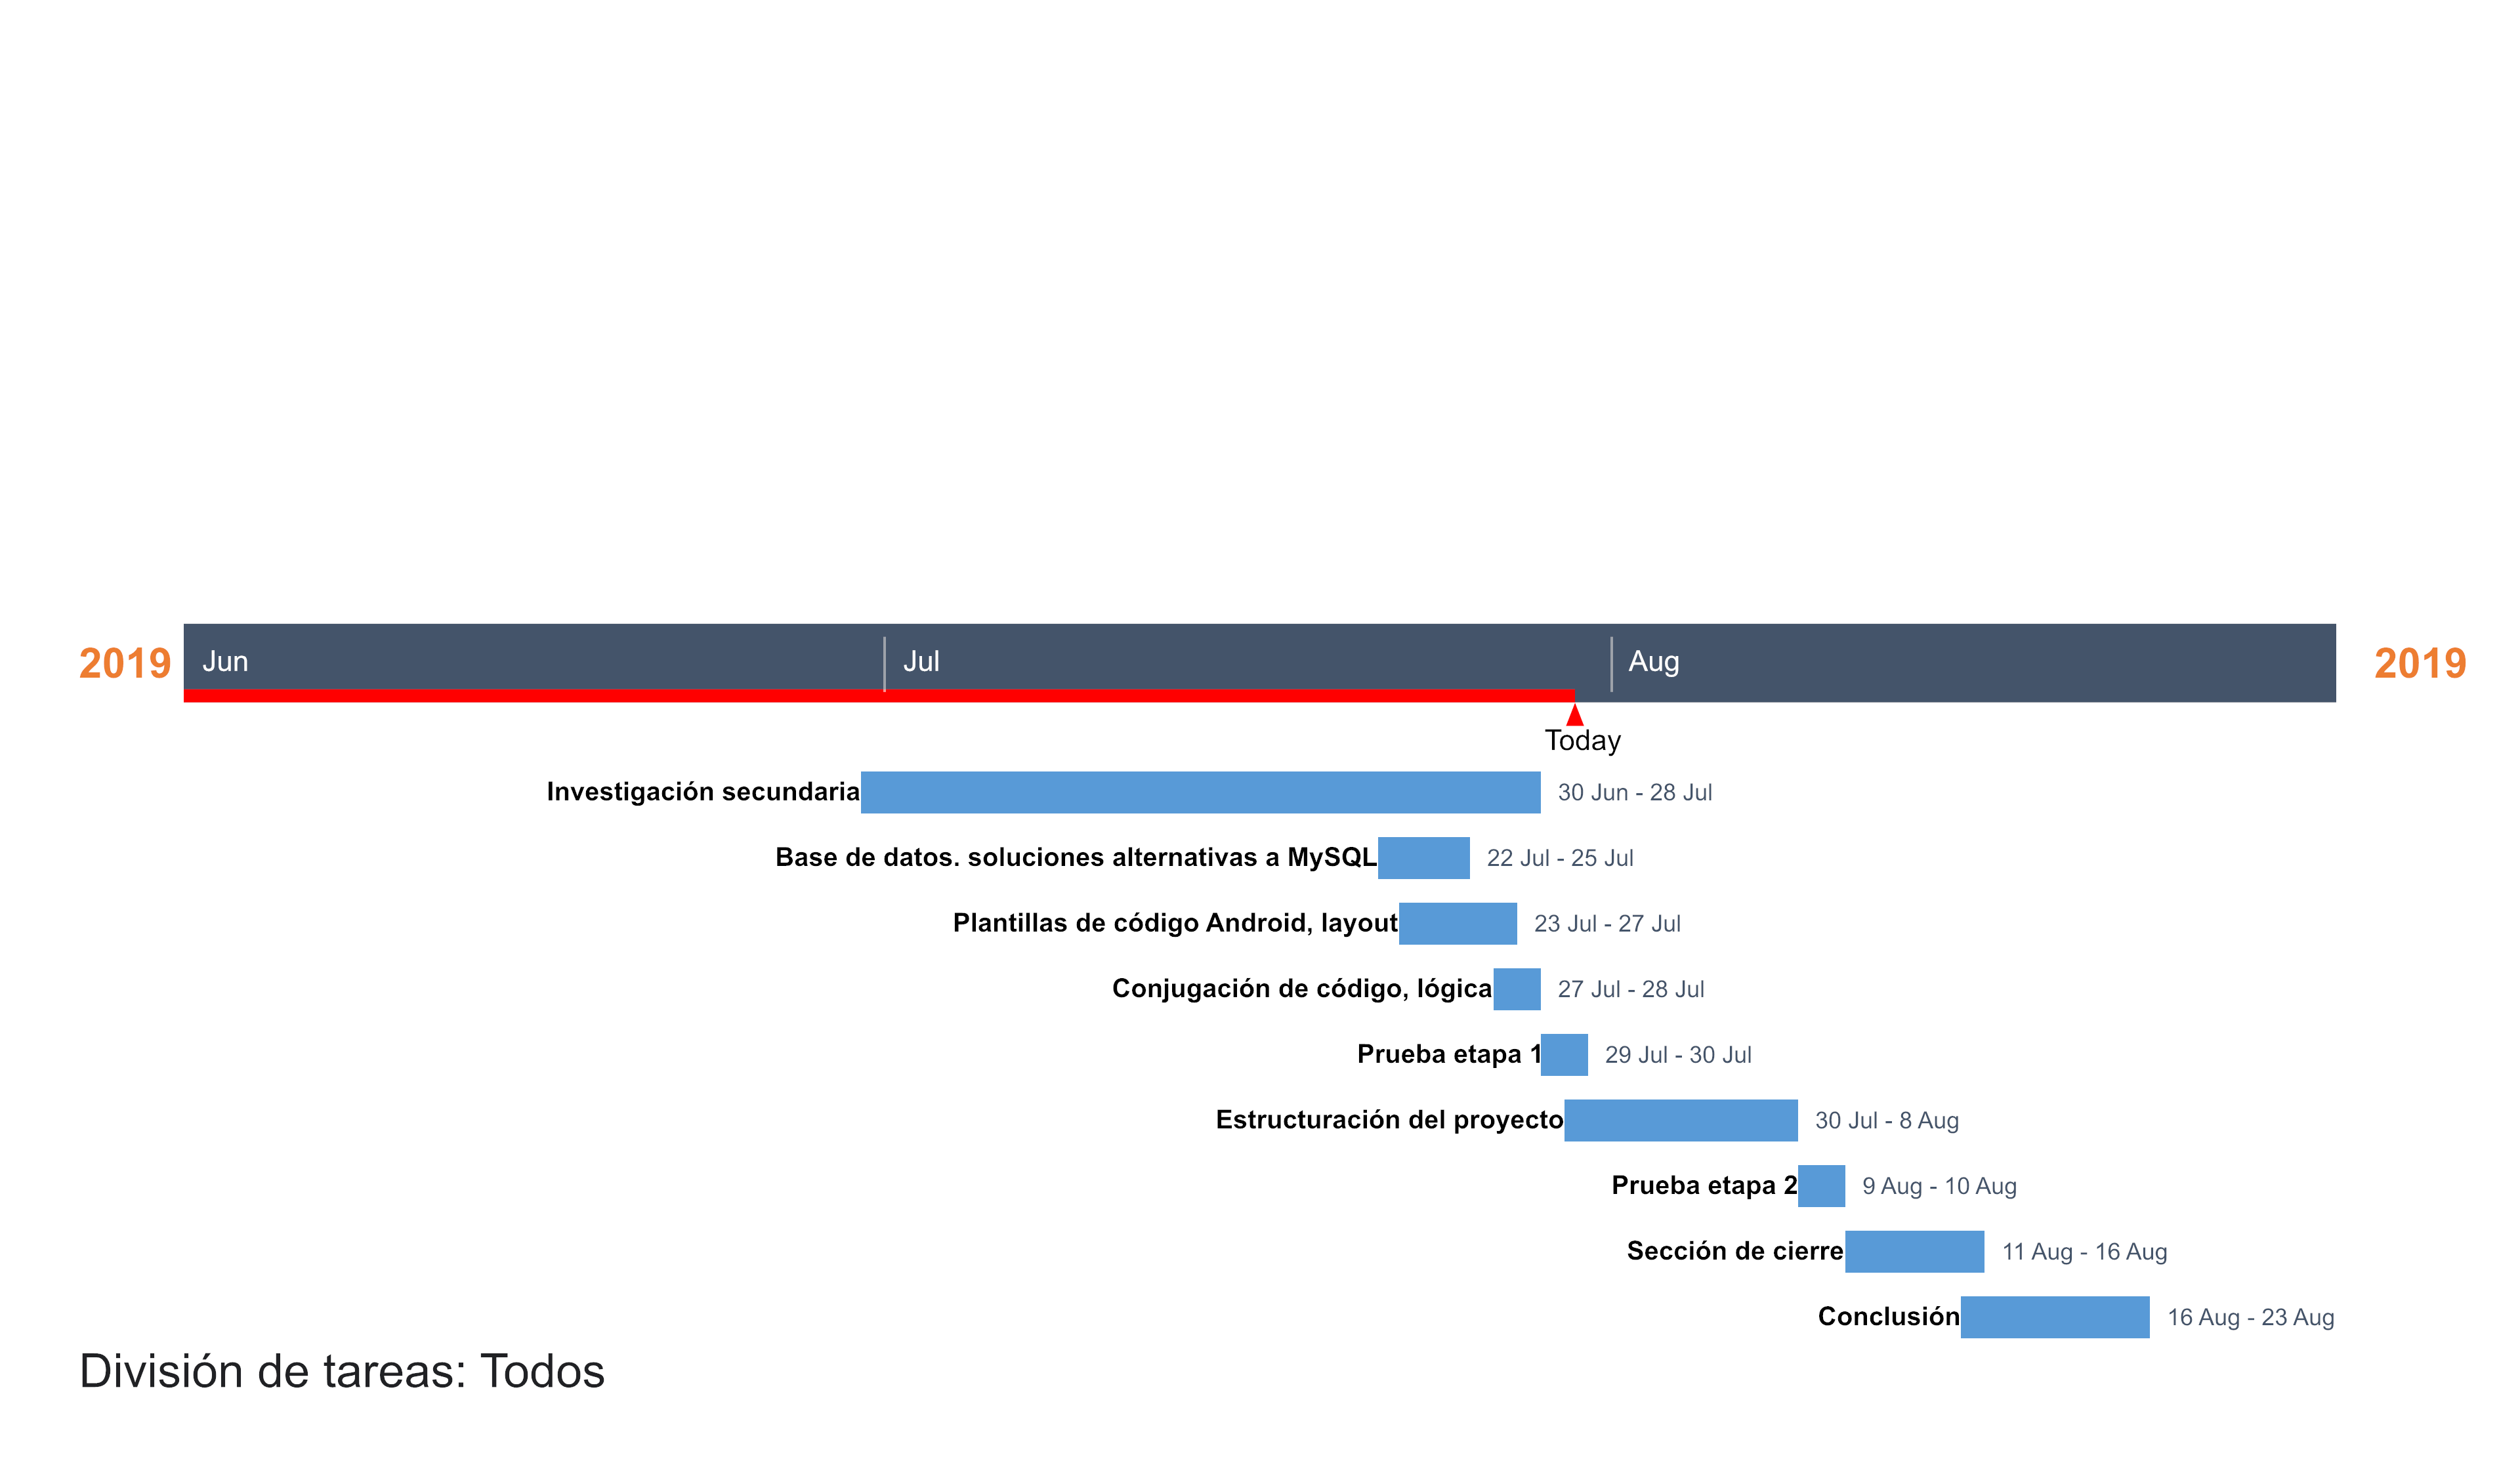 2019 Jun Jul Aug 2019
Today
Investigación secundaria 30 Jun - 28 Jul
Base de datos. soluciones alternativas a MySQL 22 Jul - 25 Jul
Plantillas de código Android, layout 23 Jul - 27 Jul
Conjugación de código, lógica 27 Jul - 28 Jul
Prueba etapa 1 29 Jul - 30 Jul
Estructuración del proyecto 30 Jul - 8 Aug
Prueba etapa 2 9 Aug - 10 Aug
Sección de cierre 11 Aug - 16 Aug
Conclusión 16 Aug - 23 Aug
División de tareas: Todos